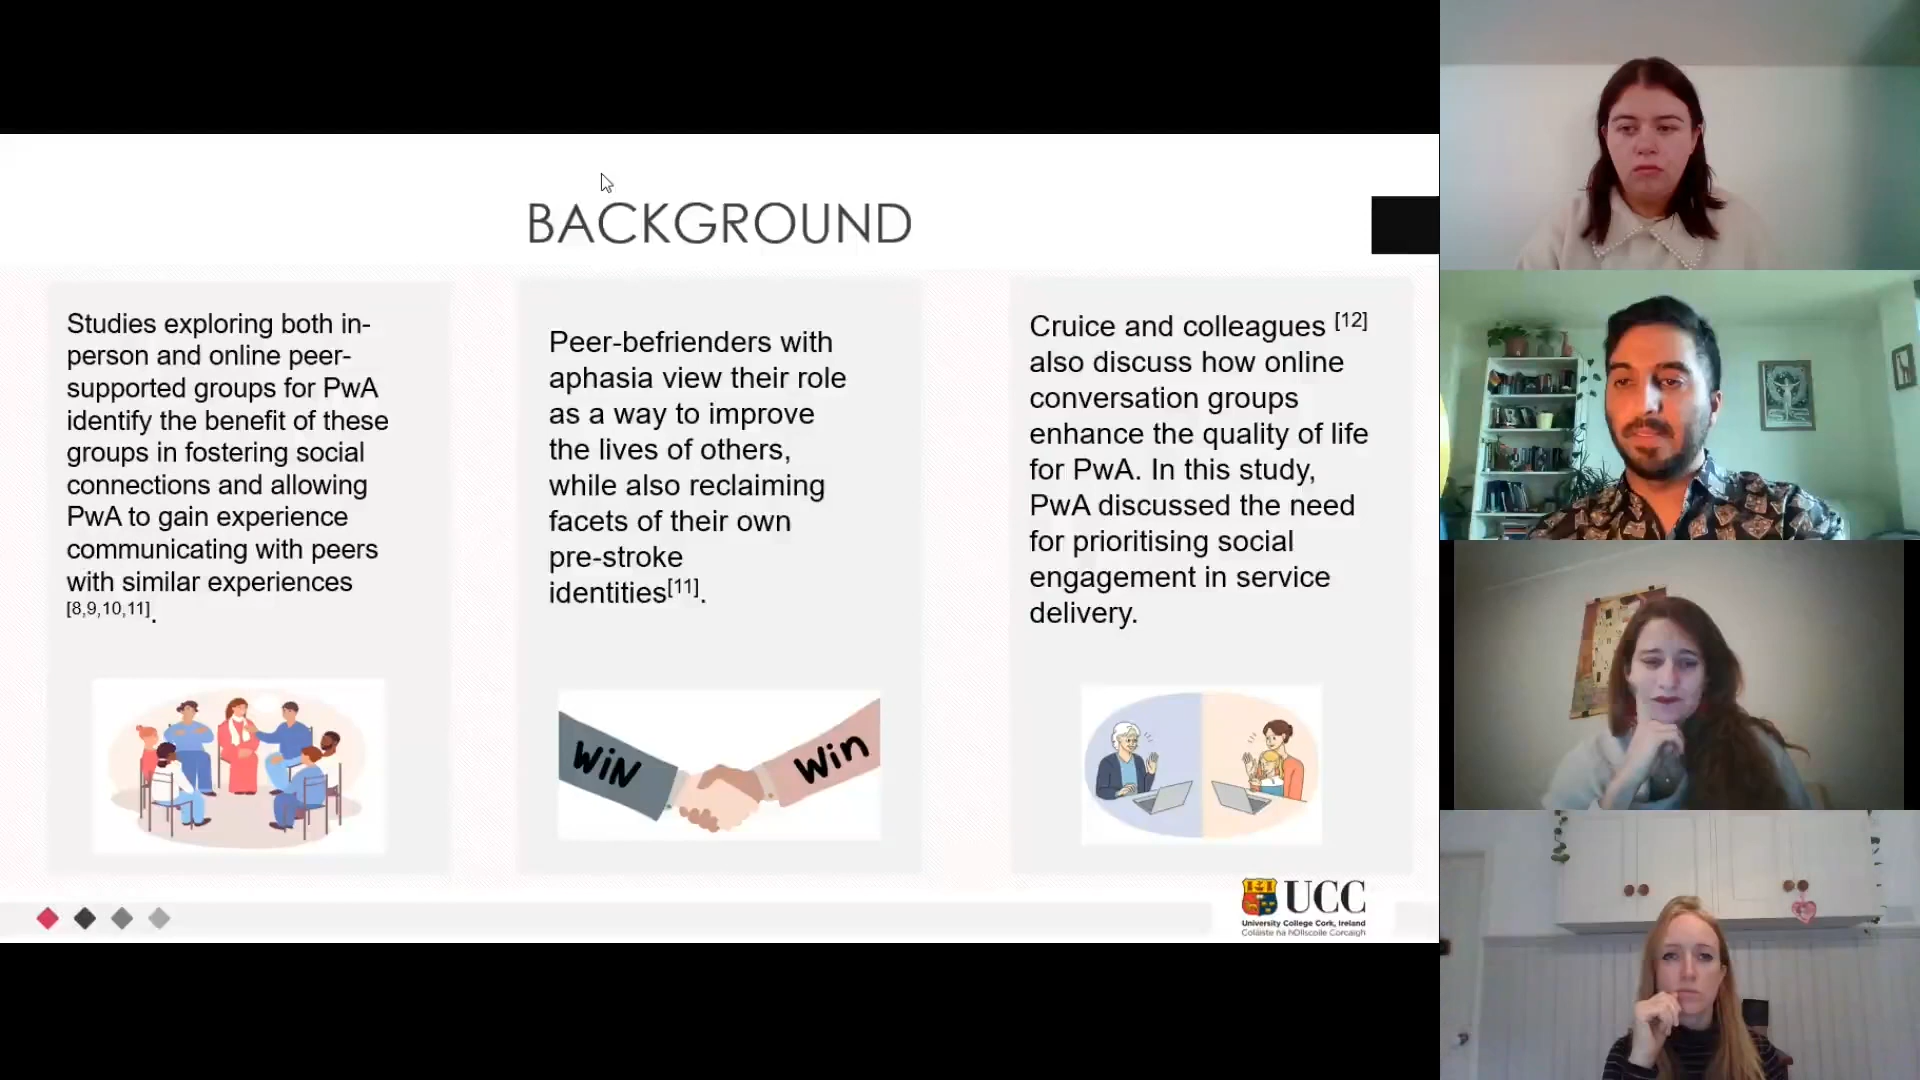 BACKGROUND
Studies exploring both in-
person and online peer-
supported groups for PwA
identify the benefit of these
groups in fostering social
connections and allowing
PwA to gain experience
communicating with peers
with similar experiences
[8,9,10,11].
Peer-befrienders with
aphasia view their role
as a way to improve
the lives of others,
while also reclaiming
facets of their own
pre-stroke
identities[11].
Cruice and colleagues [12]
also discuss how online
conversation groups
enhance the quality of life
for PwA. In this study,
PwA discussed the need
for prioritising social
engagement in service
delivery.
WiN
Win
UCC
University College Cork, Ireland
Coláiste na hOllscoile Corcaigh